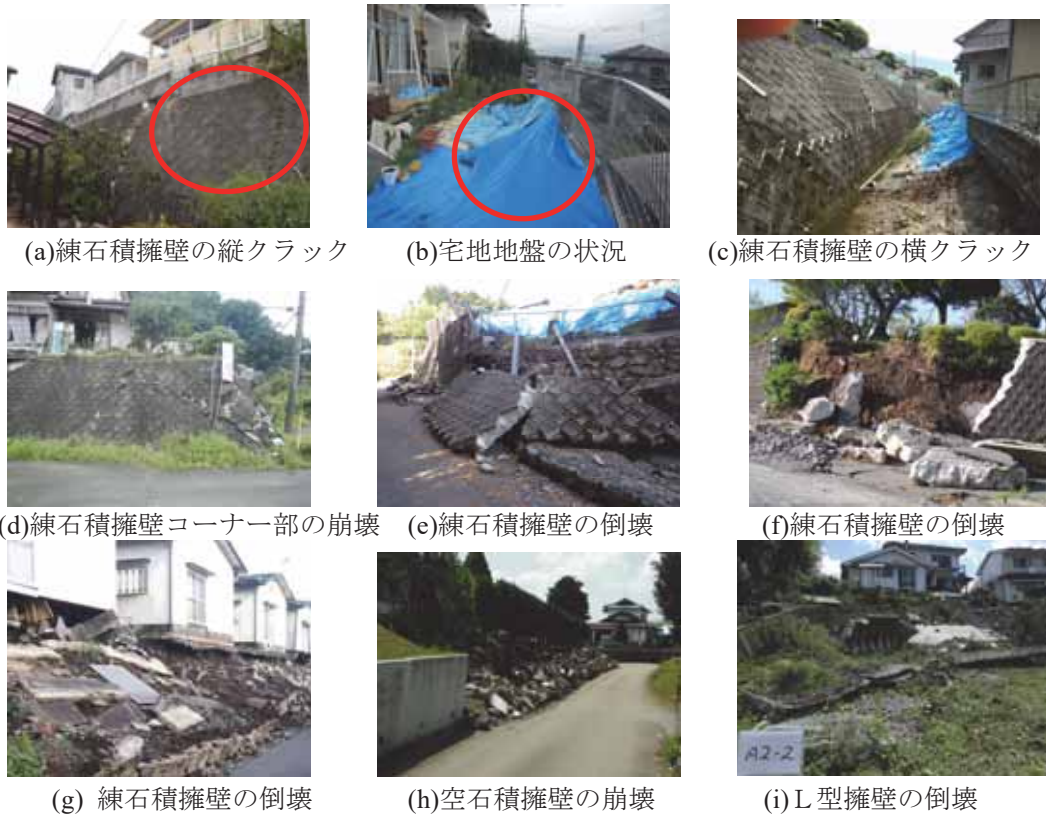 (a)練石積擁壁の縦クラック
(b)宅地地盤の状況
(c)練石積擁壁の横クラック
(d)練石積擁壁コーナー部の崩壊
(e)練石積擁壁の倒壊
(f)練石積擁壁の倒壊
A2-2
(g) 練石積擁壁の倒壊
(h)空石積擁壁の崩壊
(i)Ｌ型擁壁の倒壊